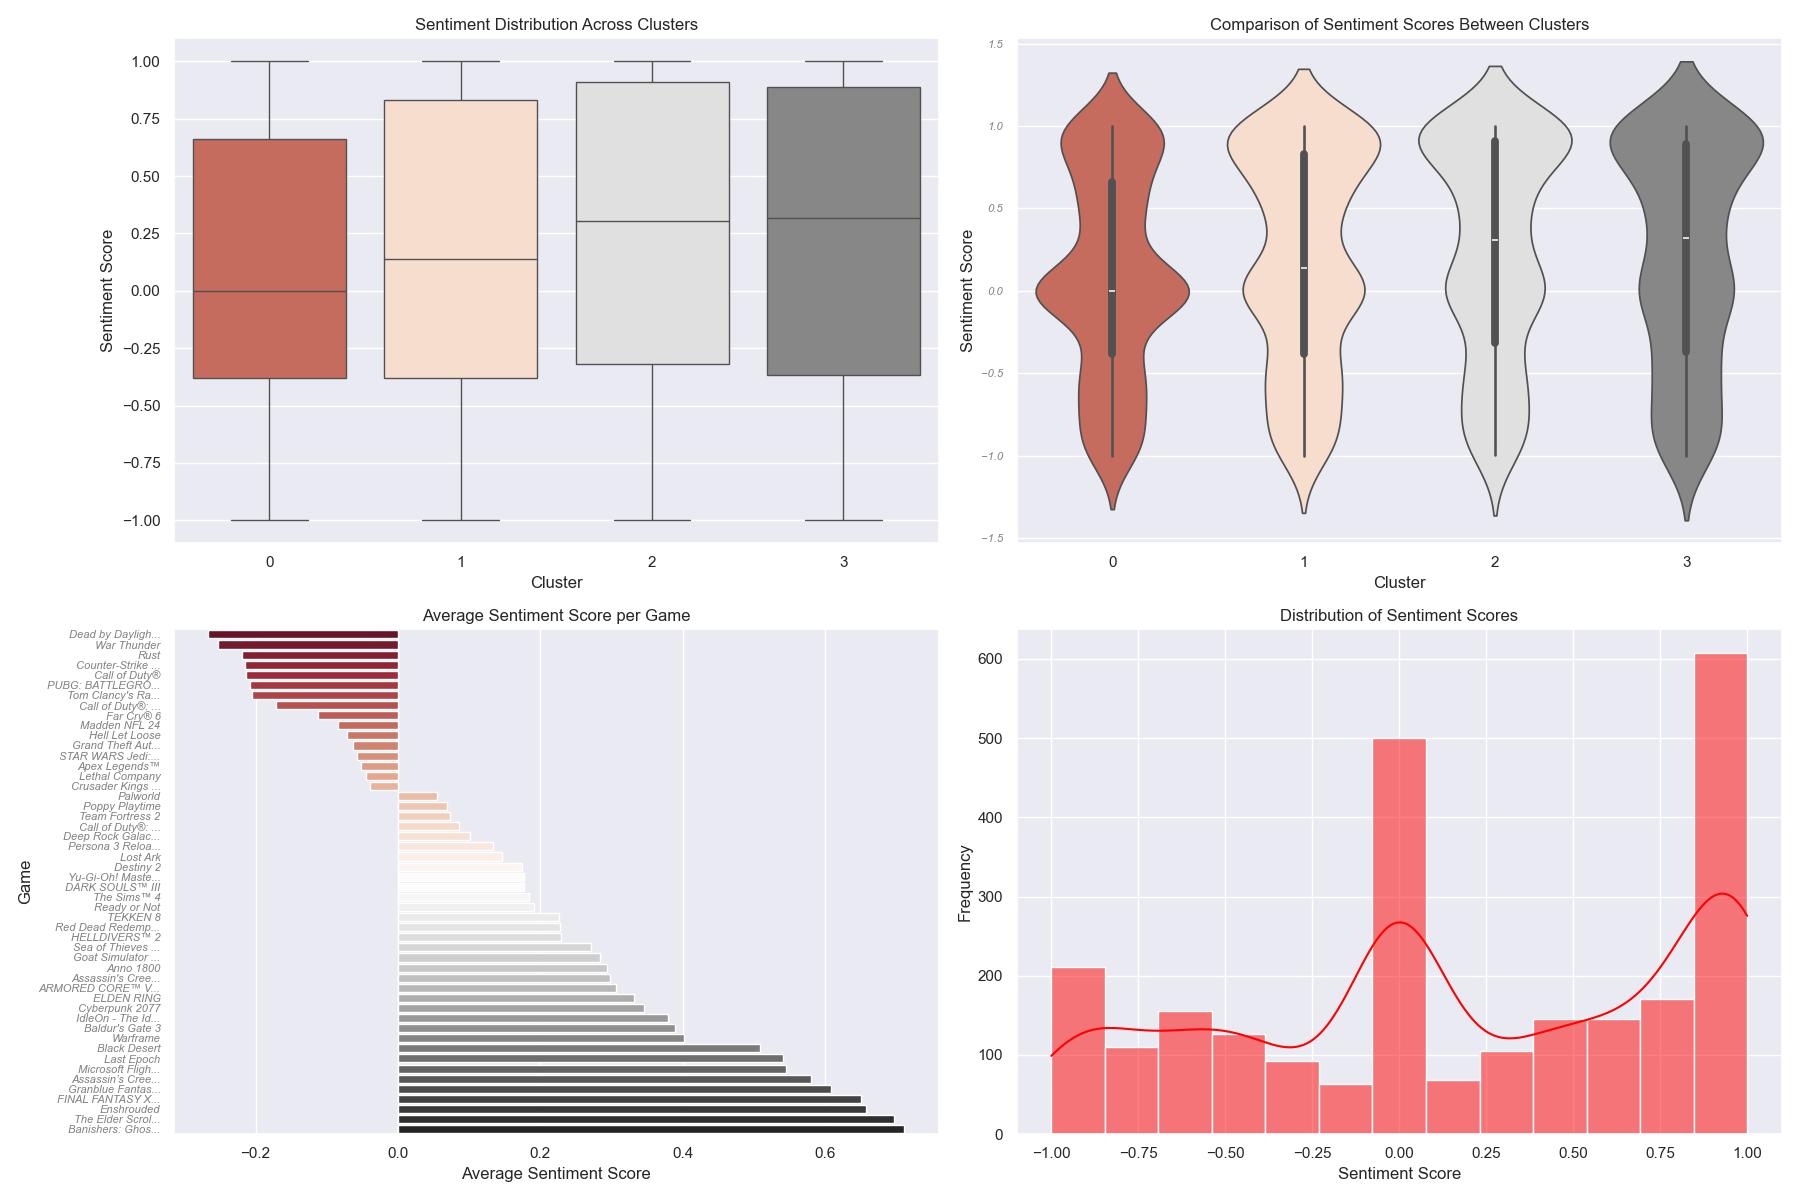 Sentiment Distribution Across Clusters
1.00
0.75
0.50
0.25
0.00
−0.25
−0.50
−0.75
−1.00
Sentiment Score
0 1 2 3
Cluster
Comparison of Sentiment Scores Between Clusters
1.5
1.0
0.5
0.0
−0.5
−1.0
−1.5
Sentiment Score
0 1 2 3
Cluster
Average Sentiment Score per Game
Dead by Dayligh...
War Thunder
Rust
Counter-Strike ...
Call of Duty®
PUBG: BATTLEGRO...
Tom Clancy's Ra...
Call of Duty®: ...
Far Cry® 6
Madden NFL 24
Hell Let Loose
Grand Theft Aut...
STAR WARS Jedi:...
Apex Legends™
Lethal Company
Crusader Kings ...
Palworld
Poppy Playtime
Team Fortress 2
Call of Duty®: ...
Deep Rock Galac...
Persona 3 Reloa...
Lost Ark
Destiny 2
Yu-Gi-Oh! Maste...
DARK SOULS™ III
The Sims™ 4
Ready or Not
TEKKEN 8
Red Dead Redemp...
HELLDIVERS™ 2
Sea of Thieves ...
Goat Simulator ...
Anno 1800
Assassin's Cree...
ARMORED CORE™ V...
ELDEN RING
Cyberpunk 2077
IdleOn - The Id...
Baldur's Gate 3
Warframe
Black Desert
Last Epoch
Microsoft Fligh...
Assassin's Cree...
Granblue Fantas...
FINAL FANTASY X...
Enshrouded
The Elder Scrol...
Banishers: Ghos...
Game
−0.2 0.0 0.2 0.4 0.6
Average Sentiment Score
Distribution of Sentiment Scores
600
500
400
300
200
100
0
Frequency
−1.00 −0.75 −0.50 −0.25 0.00 0.25 0.50 0.75 1.00
Sentiment Score